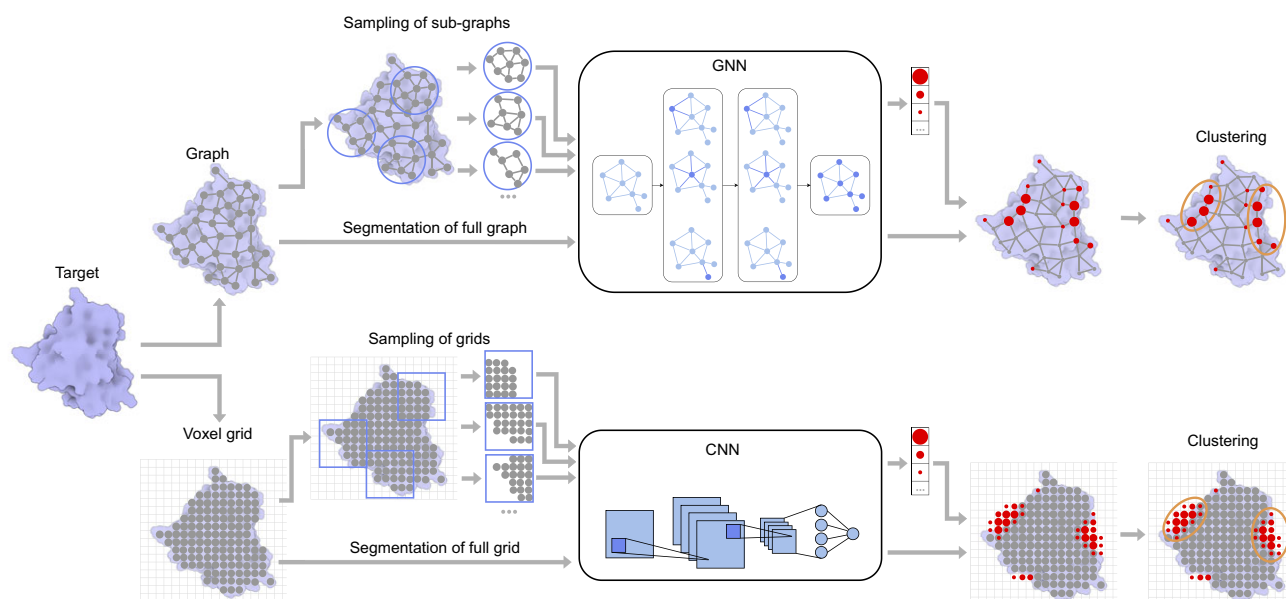 Sampling of sub-graphs
GNN
Graph
Clustering
...
...
Segmentation of full graph
Target
Sampling of grids
Voxel grid
CNN
Clustering
...
...
Segmentation of full grid